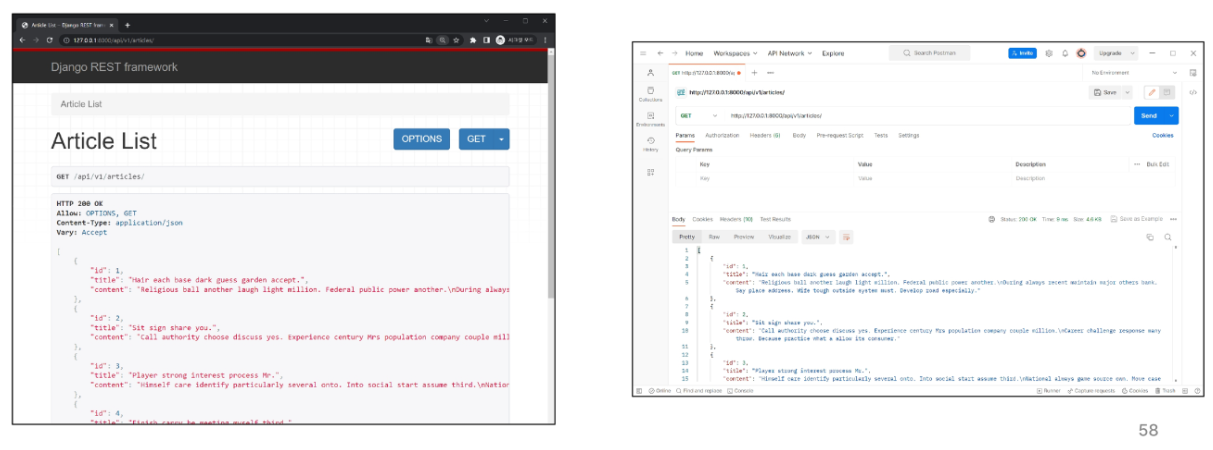 Article List - Django REST fram
127.0.0.1:8000/api/v1/articles/
Django REST framework
Article List
Article List
OPTIONS
GET
GET /api/v1/articles/
HTTP 200 OK
Allow: OPTIONS, GET
Content-Type: application/json
Vary: Accept
[
{
"id": 1,
"title": "Hair each base dark guess garden accept.",
"content": "Religious ball another laugh light million. Federal public power another.\nDuring always
},
{
"id": 2,
"title": "Sit sign share you.",
"content": "Call authority choose discuss yes. Experience century Mrs population company couple mill
},
{
"id": 3,
"title": "Player strong interest process Mr.",
"content": "Himself care identify particularly several onto. Into social start assume third.\nNation
},
{
"id": 4,
"title": "Finish carry be meeting myself third."
Home Workspaces API Network Explore
Search Postman
Invite
Upgrade
GET http://127.0.0.1:8000/a
No Environment
http://127.0.0.1:8000/api/v1/articles/
Save
Collections
Environments
History
GET http://127.0.0.1:8000/api/v1/articles/
Send
Params Authorization Headers (6) Body Pre-request Script Tests Settings
Cookies
Query Params
Key Value Description
Bulk Edit
Key Value Description
Body Cookies Headers (10) Test Results
Status: 200 OK Time: 9 ms Size: 4.6 KB
Save as Example
Pretty Raw Preview Visualize JSON
1 [
2 {
3 "id": 1,
4 "title": "Hair each base dark guess garden accept.",
5 "content": "Religious ball another laugh light million. Federal public power another.\nDuring always recent maintain major others bank.
Say place address. Wife tough outside system must. Develop road especially."
6 },
7 {
8 "id": 2,
9 "title": "Sit sign share you.",
10 "content": "Call authority choose discuss yes. Experience century Mrs population company couple million.\nCareer challenge response many
throw. Because practice what a allow its consumer."
11 },
12 {
13 "id": 3,
14 "title": "Player strong interest process Mr.",
15 "content": "Himself care identify particularly several onto. Into social start assume third.\nNational always game source own. Move case
Online Find and replace Console
Runner Capture requests Cookies Trash
58